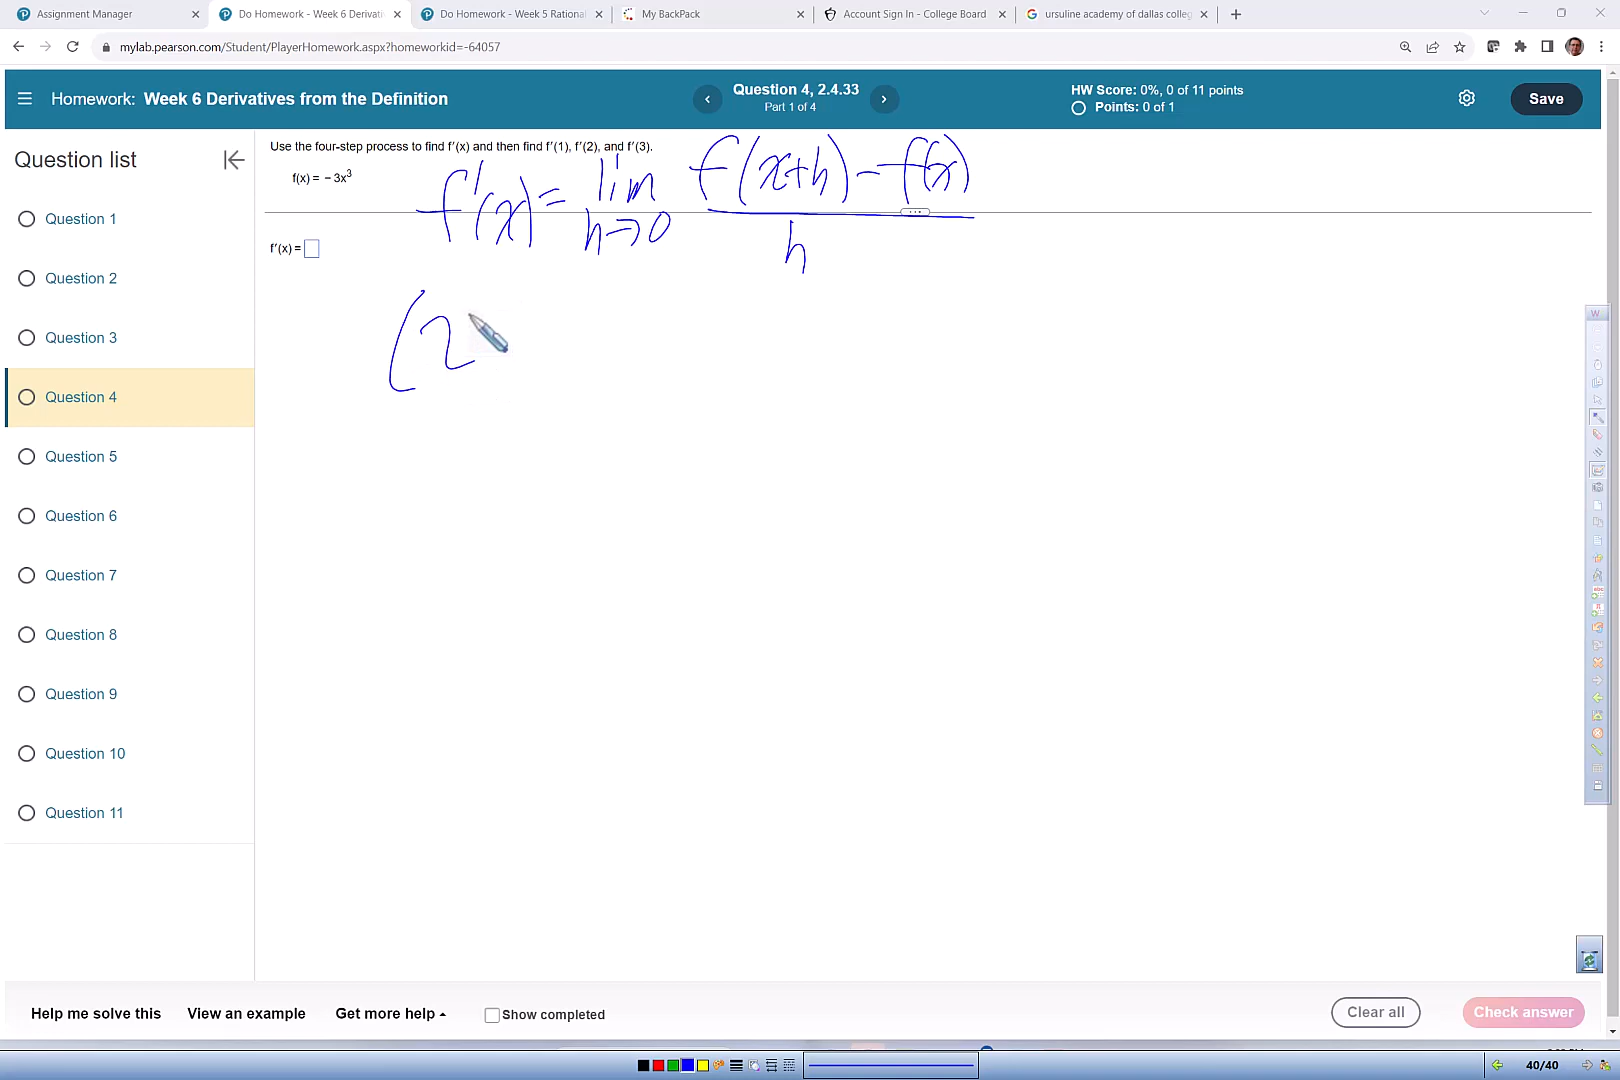 Assignment Manager
Do Homework - Week 6 Derivati
Do Homework - Week 5 Rationa
My BackPack
Account Sign In - College Board
ursuline academy of dallas colleg
mylab.pearson.com/Student/PlayerHomework.aspx?homeworkid=-64057
Homework: Week 6 Derivatives from the Definition
Question 4, 2.4.33
Part 1 of 4
HW Score: 0%, 0 of 11 points
Points: 0 of 1
Save
Question list
Question 1
Question 2
Question 3
Question 4
Question 5
Question 6
Question 7
Question 8
Question 9
Question 10
Question 11
Use the four-step process to find f'(x) and then find f'(1), f'(2), and f'(3).
f(x) = −3x³
f'(x) = lim h→0 f(x+h) − f(x) / h
f'(x) =
(2
Help me solve this
View an example
Get more help
Show completed
Clear all
Check answer
40/40